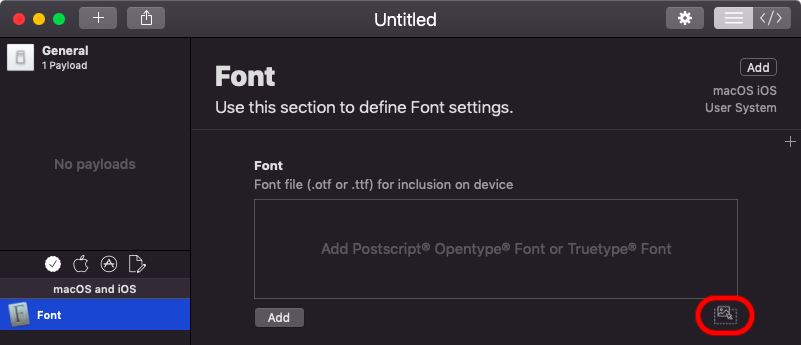 Untitled
General
1 Payload
No payloads
macOS and iOS
Font
Font
Add
Use this section to define Font settings.
macOS iOS
User System
Font
Font file (.otf or .ttf) for inclusion on device
Add Postscript® Opentype® Font or Truetype® Font
Add